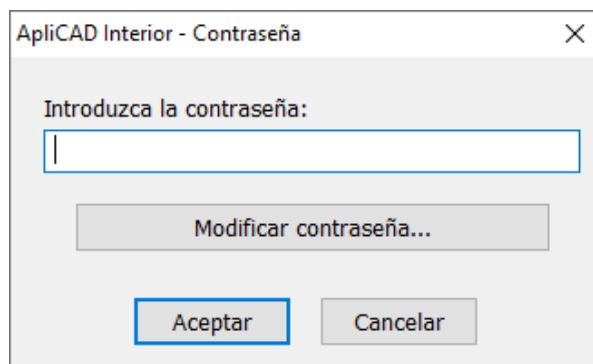 ApliCAD Interior - Contraseña
Introduzca la contraseña:
Modificar contraseña...
Aceptar
Cancelar